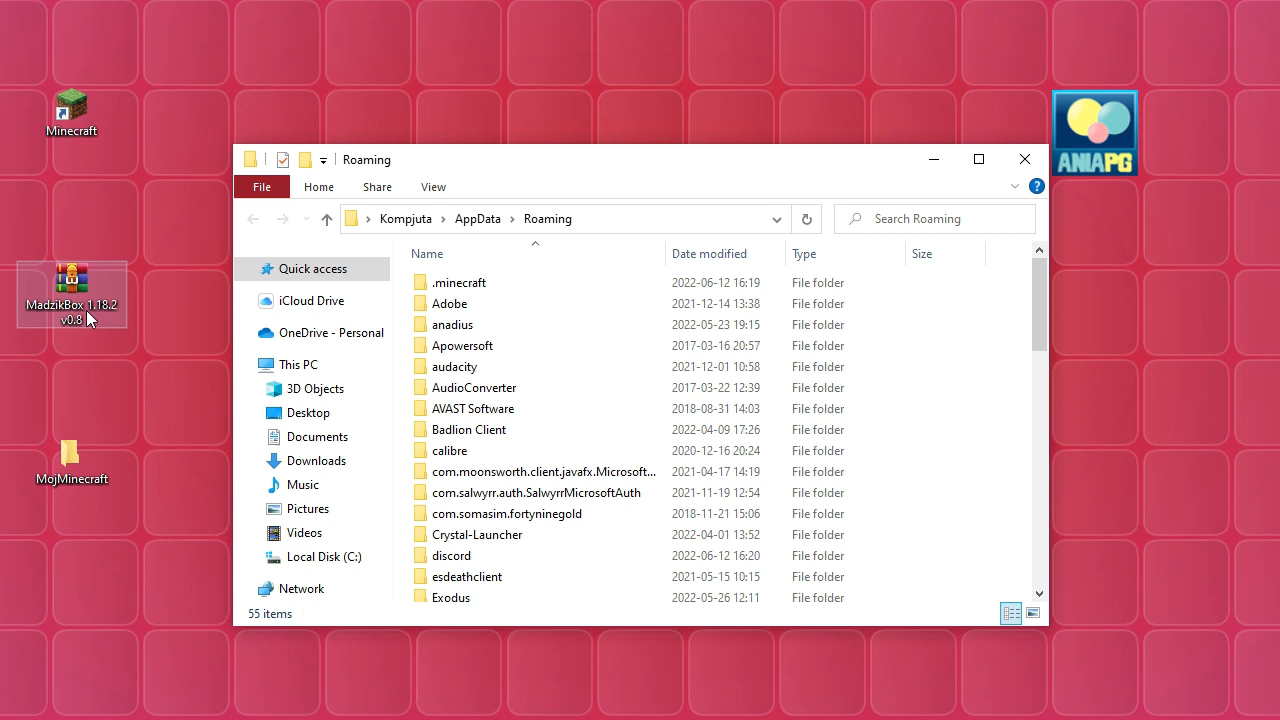 Minecraft
MadzikBox 1.18.2
v0.8
MojMinecraft
ANIAPG
Roaming
File
Home
Share
View
Kompjuta
AppData
Roaming
Search Roaming
Quick access
iCloud Drive
OneDrive - Personal
This PC
3D Objects
Desktop
Documents
Downloads
Music
Pictures
Videos
Local Disk (C:)
Network
Name Date modified Type Size
.minecraft 2022-06-12 16:19 File folder
Adobe 2021-12-14 13:38 File folder
anadius 2022-05-23 19:15 File folder
Apowersoft 2017-03-16 20:57 File folder
audacity 2021-12-01 10:58 File folder
AudioConverter 2017-03-22 12:39 File folder
AVAST Software 2018-08-31 14:03 File folder
Badlion Client 2022-04-09 17:26 File folder
calibre 2020-12-16 20:24 File folder
com.moonsworth.client.javafx.Microsoft... 2021-04-17 14:19 File folder
com.salwyrr.auth.SalwyrrMicrosoftAuth 2021-11-19 12:54 File folder
com.somasim.fortyninegold 2018-11-21 15:06 File folder
Crystal-Launcher 2022-04-01 13:52 File folder
discord 2022-06-12 16:20 File folder
esdeathclient 2021-05-15 10:15 File folder
Exodus 2022-05-26 12:11 File folder
55 items